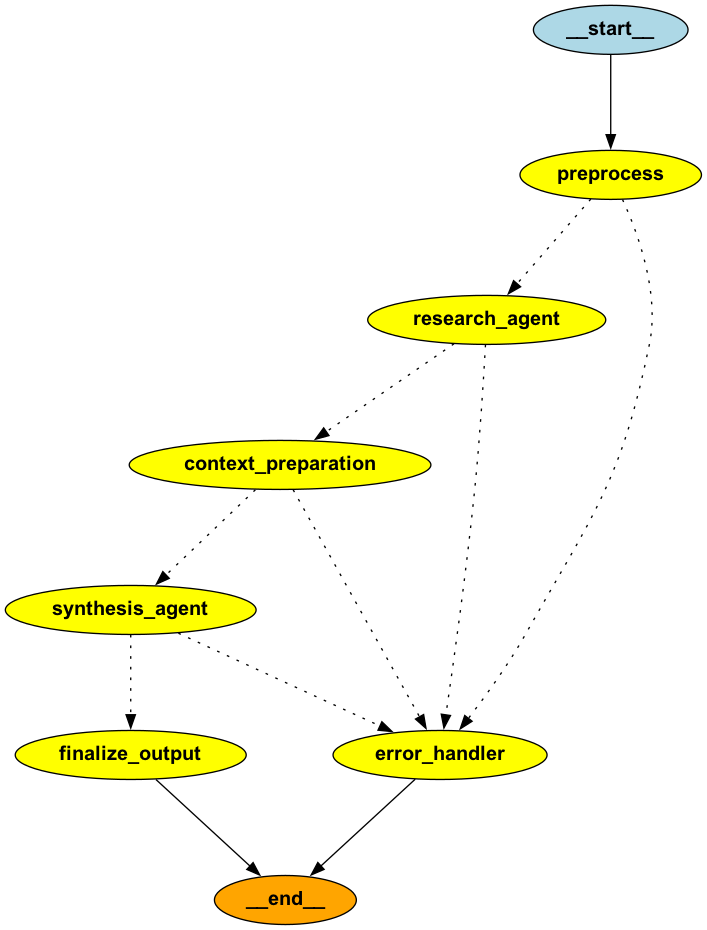 __start__
preprocess
research_agent
context_preparation
synthesis_agent
finalize_output
error_handler
__end__